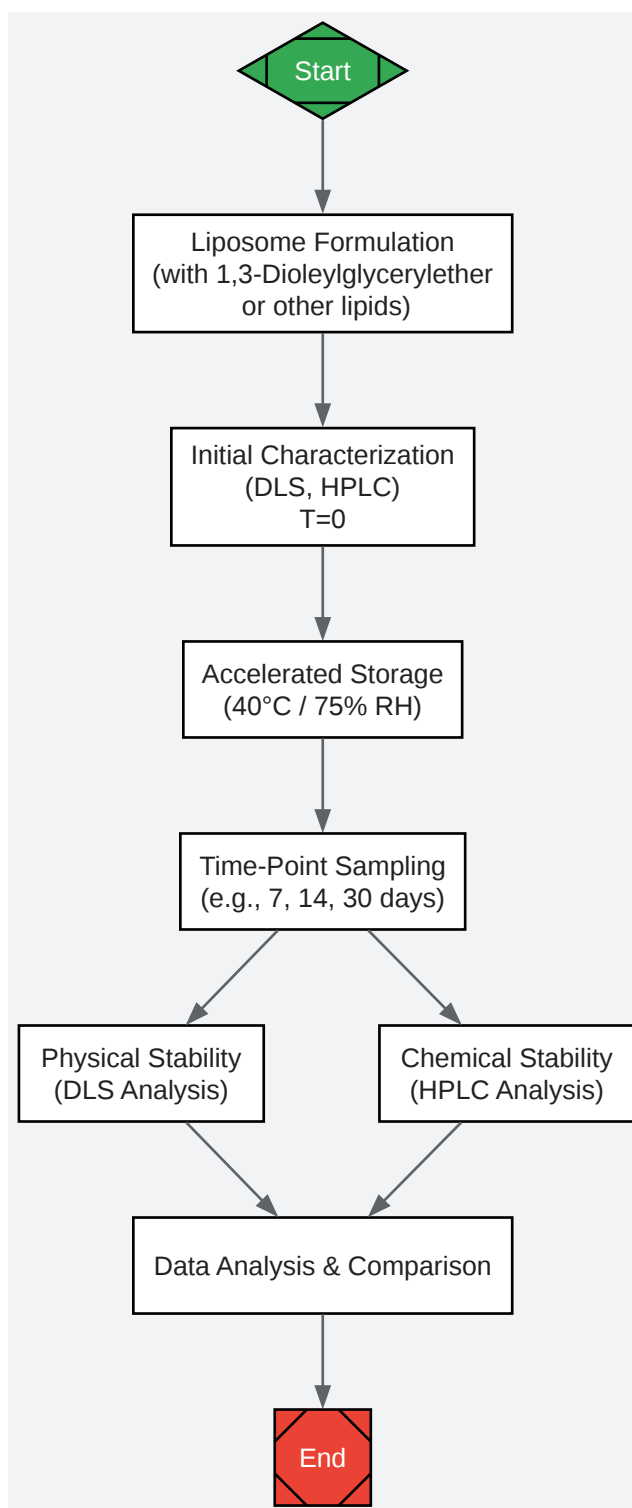 Start
Liposome Formulation
(with 1,3-Dioleylglycerylether
or other lipids)
Initial Characterization
(DLS, HPLC)
T=0
Accelerated Storage
(40°C / 75% RH)
Time-Point Sampling
(e.g., 7, 14, 30 days)
Physical Stability
(DLS Analysis)
Chemical Stability
(HPLC Analysis)
Data Analysis & Comparison
End